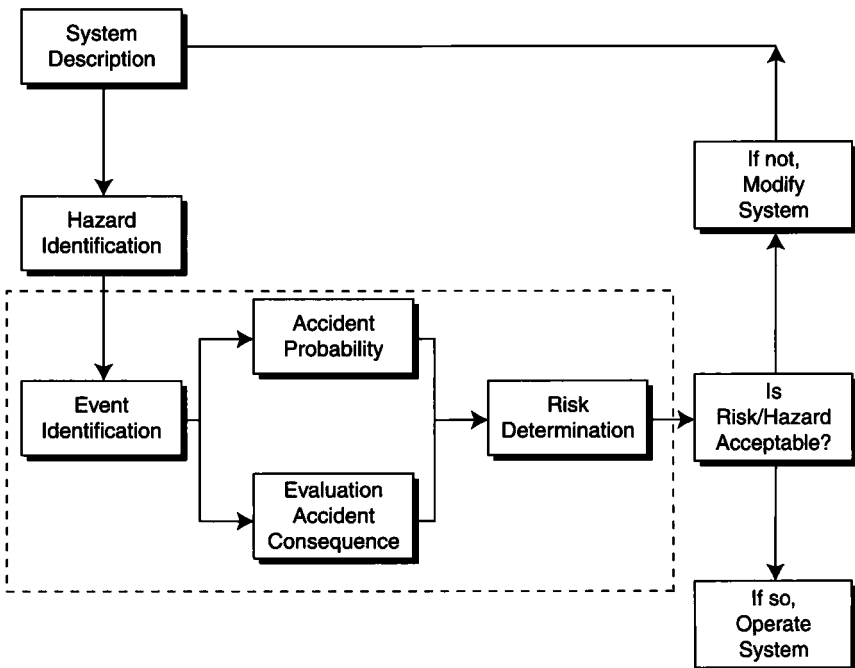 System
Description
Hazard
Identification
Event
Identification
Accident
Probability
Evaluation
Accident
Consequence
Risk
Determination
Is
Risk/Hazard
Acceptable?
If not,
Modify
System
If so,
Operate
System